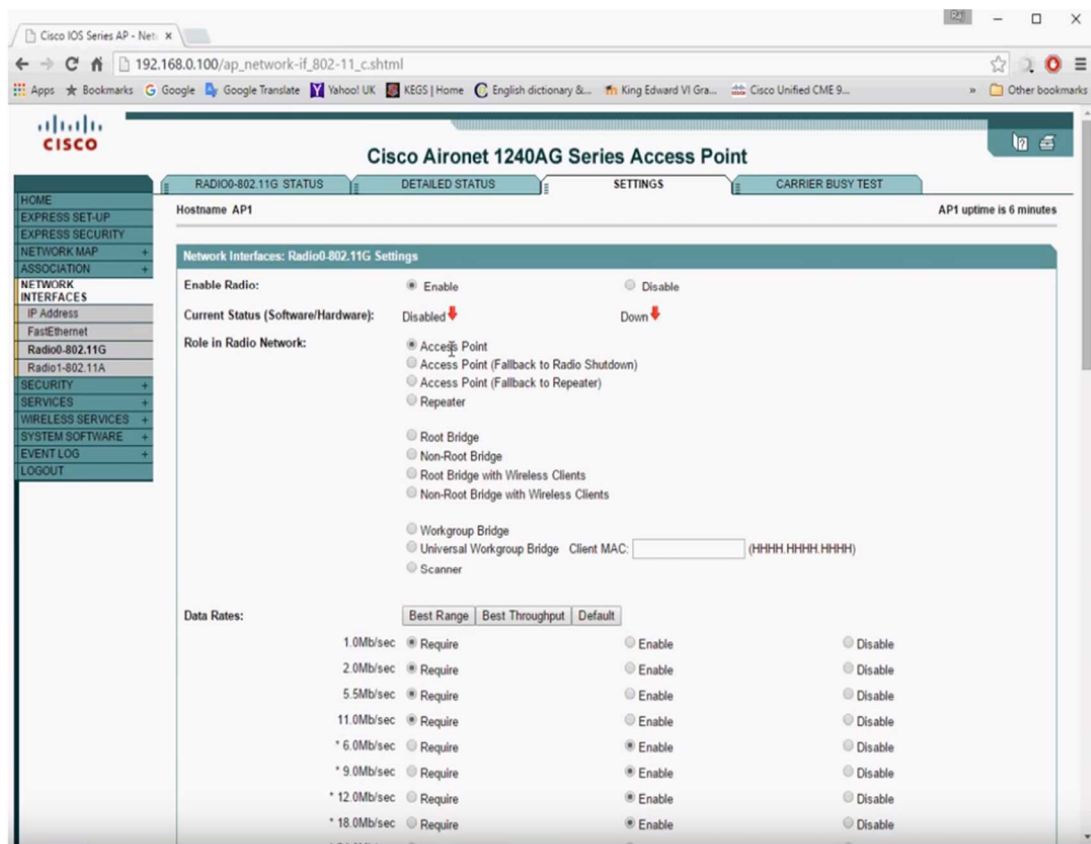 Raj
Cisco IOS Series AP - Net
192.168.0.100/ap_network-if_802-11_c.shtml
Apps Bookmarks Google Google Translate Yahoo! UK KEGS | Home English dictionary &... King Edward VI Gra... Cisco Unified CME 9... » Other bookmarks
CISCO
Cisco Aironet 1240AG Series Access Point
RADIO0-802.11G STATUS DETAILED STATUS SETTINGS CARRIER BUSY TEST
HOME
EXPRESS SET-UP
EXPRESS SECURITY
NETWORK MAP +
ASSOCIATION +
NETWORK
INTERFACES
IP Address
FastEthernet
Radio0-802.11G
Radio1-802.11A
SECURITY +
SERVICES +
WIRELESS SERVICES +
SYSTEM SOFTWARE +
EVENT LOG +
LOGOUT
Hostname AP1 AP1 uptime is 6 minutes
Network Interfaces: Radio0-802.11G Settings
Enable Radio: Enable Disable
Current Status (Software/Hardware): Disabled Down
Role in Radio Network: Access Point
Access Point (Fallback to Radio Shutdown)
Access Point (Fallback to Repeater)
Repeater
Root Bridge
Non-Root Bridge
Root Bridge with Wireless Clients
Non-Root Bridge with Wireless Clients
Workgroup Bridge
Universal Workgroup Bridge Client MAC: (HHHH.HHHH.HHHH)
Scanner
Data Rates: Best Range Best Throughput Default
1.0Mb/sec Require Enable Disable
2.0Mb/sec Require Enable Disable
5.5Mb/sec Require Enable Disable
11.0Mb/sec Require Enable Disable
* 6.0Mb/sec Require Enable Disable
* 9.0Mb/sec Require Enable Disable
* 12.0Mb/sec Require Enable Disable
* 18.0Mb/sec Require Enable Disable